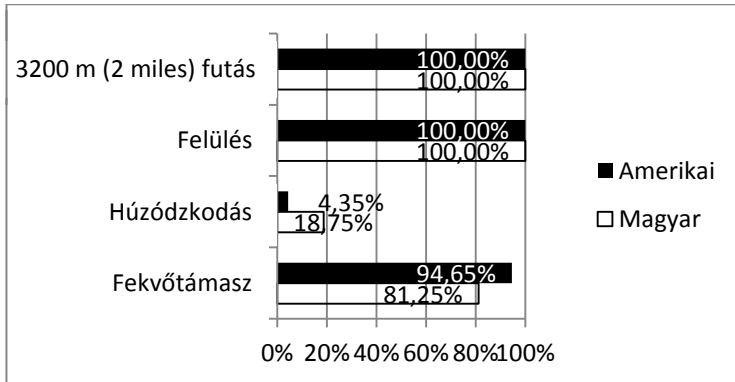 3200 m (2 miles) futás
100,00%
100,00%
Felülés
100,00%
100,00%
Húzódzkodás
4,35%
18,75%
Fekvőtámasz
94,65%
81,25%
Amerikai
Magyar
0% 20% 40% 60% 80% 100%